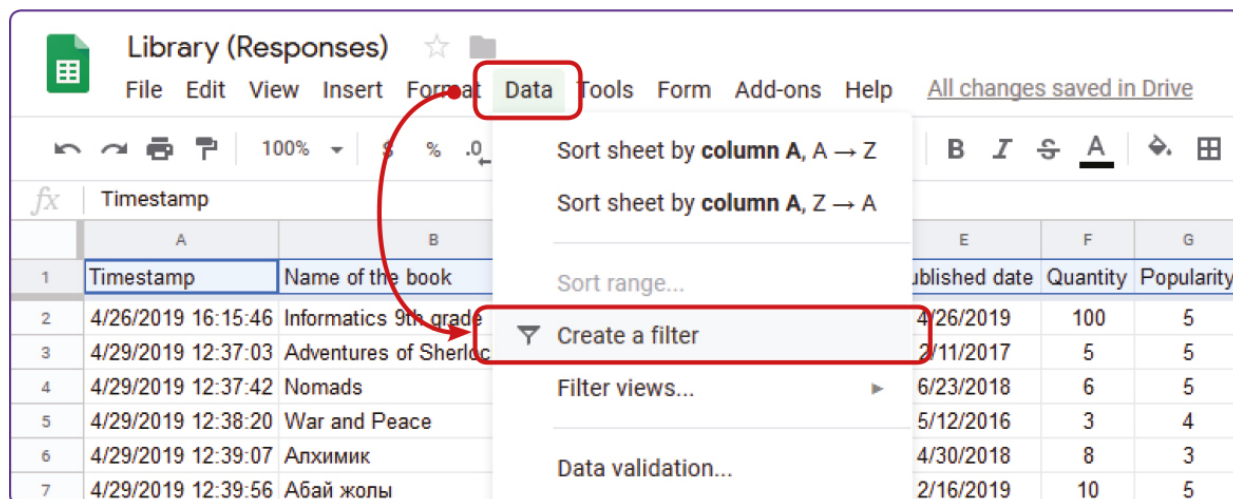 Library (Responses)
File Edit View Insert Format Data Tools Form Add-ons Help All changes saved in Drive
100% $ % .0 B I S A
fx Timestamp
A B E F G
1 Timestamp Name of the book ublished date Quantity Popularity
2 4/26/2019 16:15:46 Informatics 9th grade 4/26/2019 100 5
3 4/29/2019 12:37:03 Adventures of Sherloc 2/11/2017 5 5
4 4/29/2019 12:37:42 Nomads 6/23/2018 6 5
5 4/29/2019 12:38:20 War and Peace 5/12/2016 3 4
6 4/29/2019 12:39:07 Алхимик 4/30/2018 8 3
7 4/29/2019 12:39:56 Абай жолы 2/16/2019 10 5
Sort sheet by column A, A → Z
Sort sheet by column A, Z → A
Sort range...
Create a filter
Filter views...
Data validation...